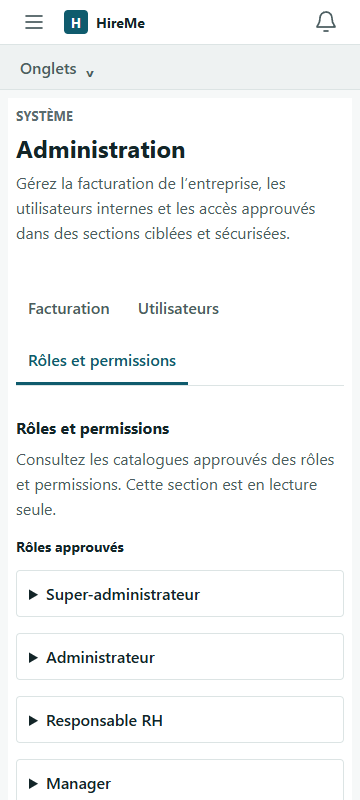 H HireMe
Onglets v
SYSTÈME
Administration
Gérez la facturation de l’entreprise, les
utilisateurs internes et les accès approuvés
dans des sections ciblées et sécurisées.
Facturation Utilisateurs
Rôles et permissions
Rôles et permissions
Consultez les catalogues approuvés des rôles
et permissions. Cette section est en lecture
seule.
Rôles approuvés
Super-administrateur
Administrateur
Responsable RH
Manager